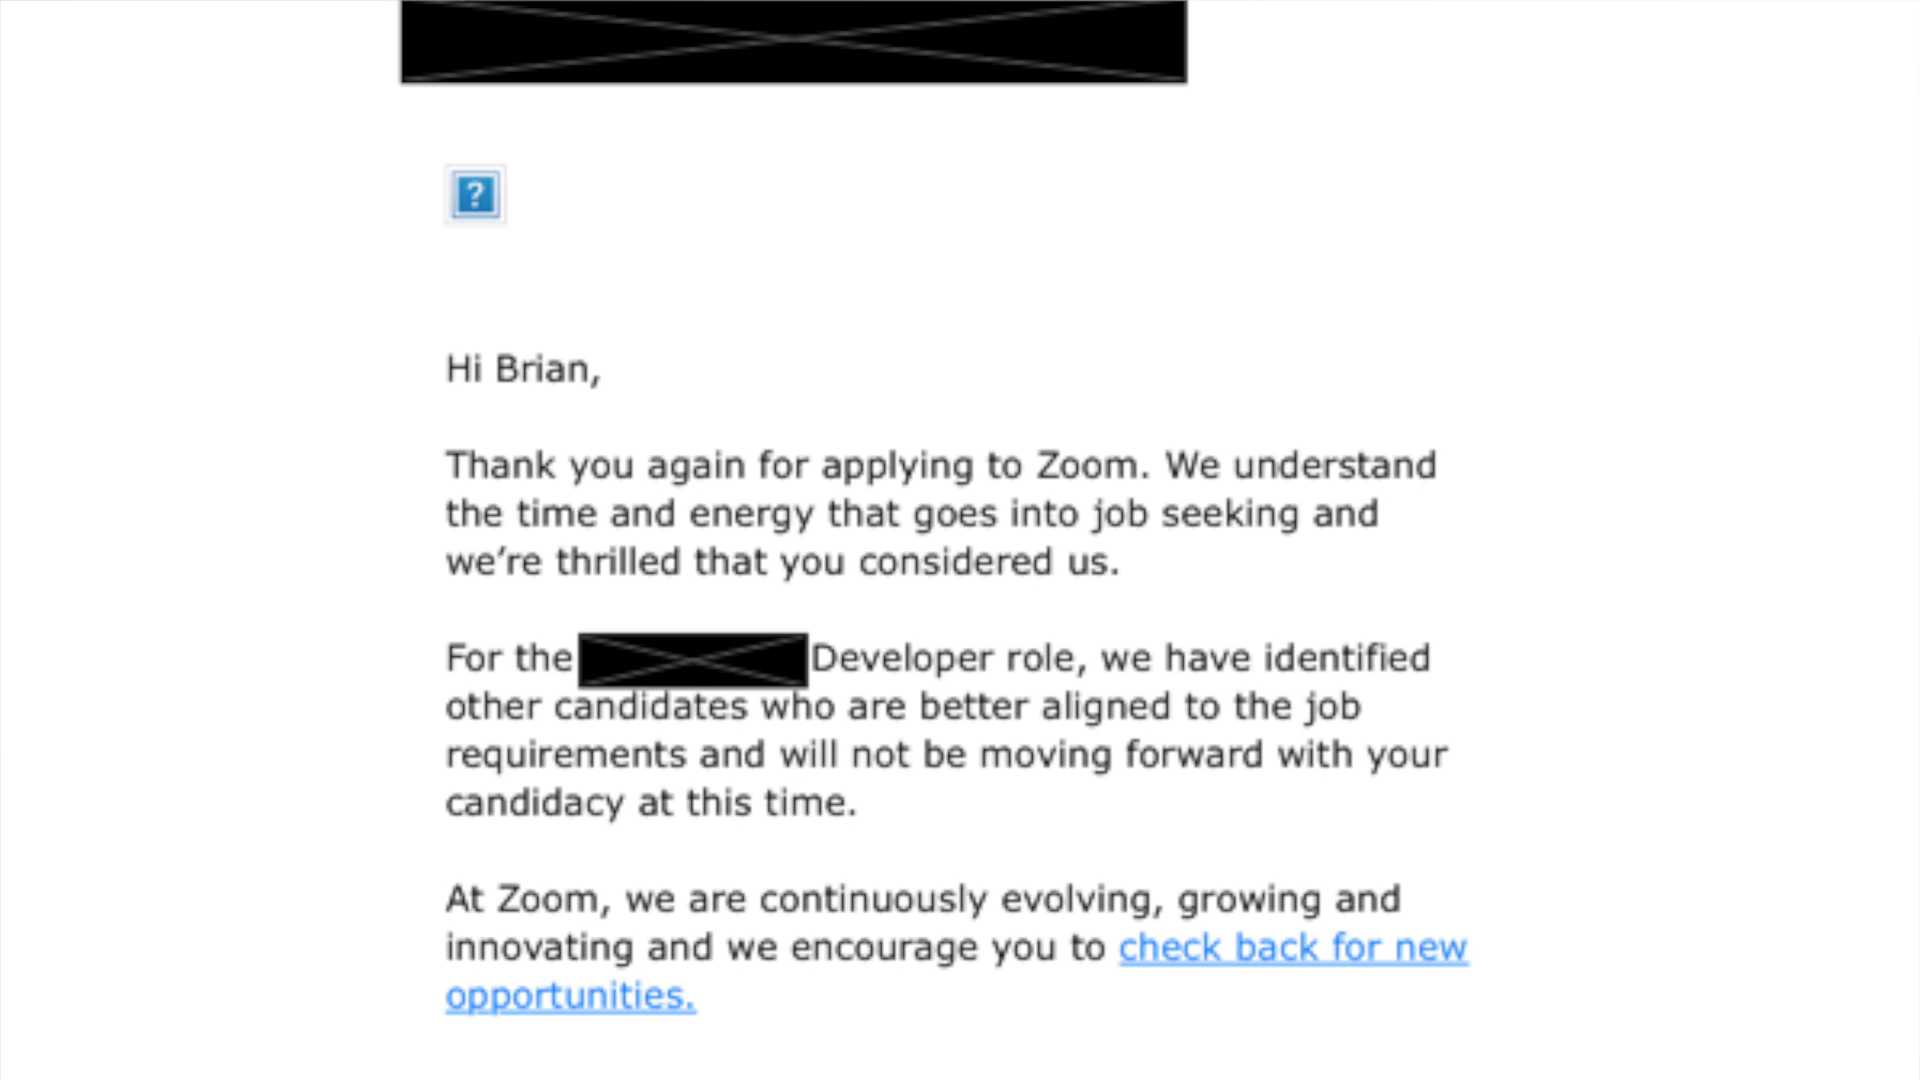 ?
Hi Brian,
Thank you again for applying to Zoom. We understand
the time and energy that goes into job seeking and
we’re thrilled that you considered us.
For the Developer role, we have identified
other candidates who are better aligned to the job
requirements and will not be moving forward with your
candidacy at this time.
At Zoom, we are continuously evolving, growing and
innovating and we encourage you to check back for new
opportunities.